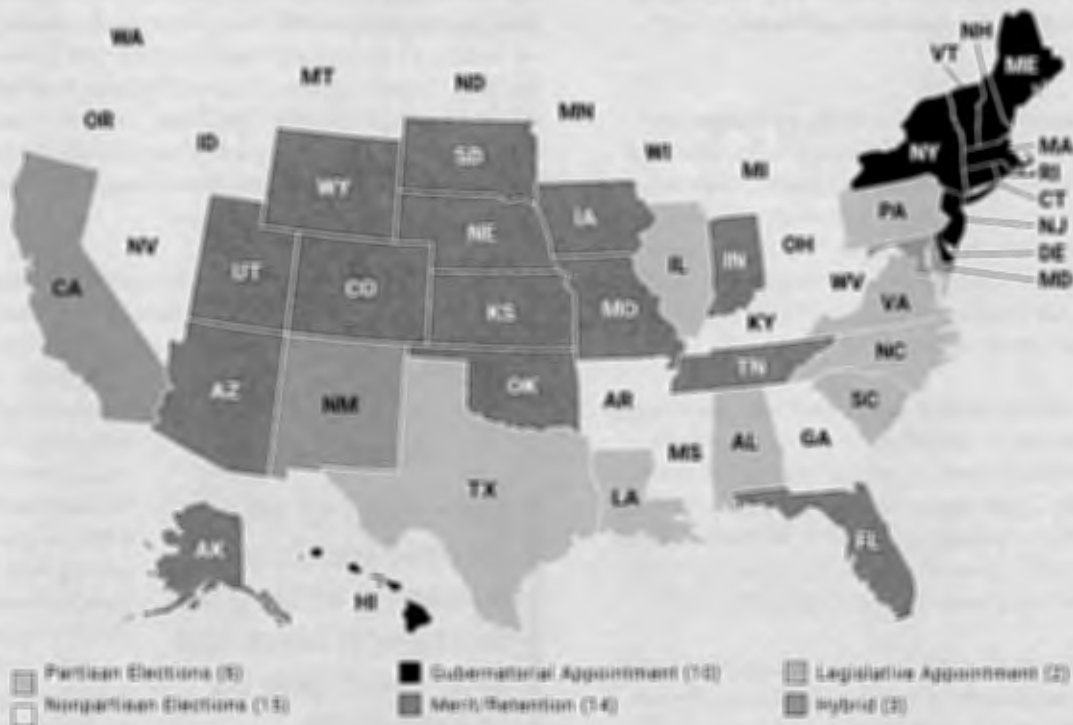 WA
MT
ND
MN
VT
NH
ME
OR
ID
SD
WI
MI
NY
MA
RI
CT
NJ
DE
MD
WY
IA
PA
NV
NE
IL
IN
OH
WV
CA
UT
CO
KS
MO
KY
VA
NC
AZ
NM
OK
AR
TN
SC
TX
MS
AL
GA
LA
AK
HI
FL
Partisan Elections
Gubernatorial Appointment (10)
Legislative Appointment (2)
Nonpartisan Elections
Merit/Retention (14)
Hybrid